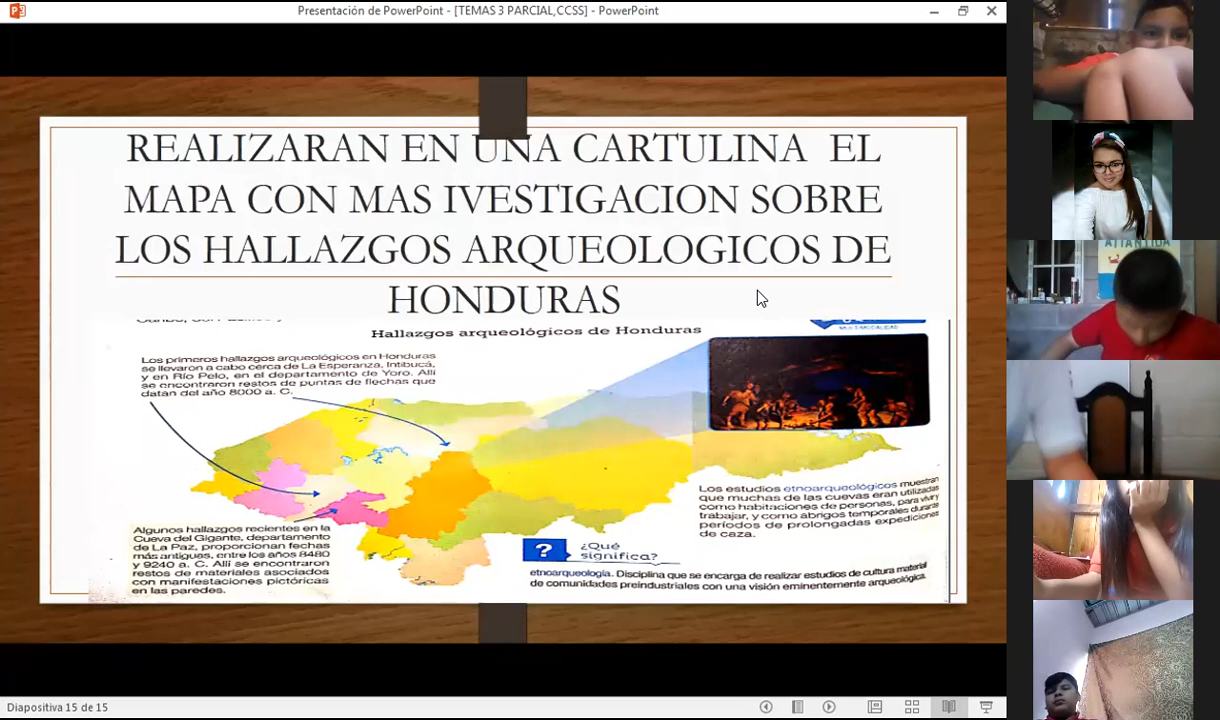 Presentación de PowerPoint - [TEMAS 3 PARCIAL,CCSS] - PowerPoint
REALIZARAN EN UNA CARTULINA EL
MAPA CON MAS IVESTIGACION SOBRE
LOS HALLAZGOS ARQUEOLOGICOS DE
HONDURAS
Hallazgos arqueológicos de Honduras
Los primeros hallazgos arqueológicos en Honduras
se llevaron a cabo cerca de La Esperanza, Intibucá,
y en Río Pelo, en el departamento de Yoro. Allí
se encontraron restos de puntas de flechas que
datan del año 8000 a. C.
Algunos hallazgos recientes en la
Cueva del Gigante, departamento
de La Paz, proporcionan fechas
más antiguas, entre los años 8480
y 9240 a. C. Allí se encontraron
restos de materiales asociados
con manifestaciones pictóricas
en las paredes.
Los estudios etnoarqueológicos muestran
que muchas de las cuevas eran utilizadas
como habitaciones de personas, para vivir y
trabajar, y como abrigos temporales durante
períodos de prolongadas expediciones
de caza.
? ¿Qué
significa?
etnoarqueología. Disciplina que se encarga de realizar estudios de cultura material
de comunidades preindustriales con una visión eminentemente arqueológica.
ATLANTIDA
Diapositiva 15 de 15